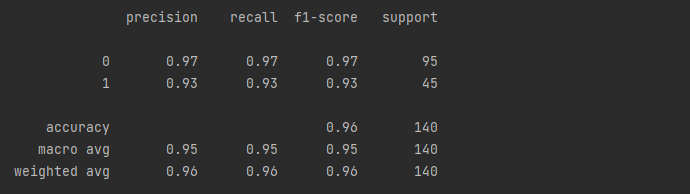 precision recall f1-score support
0 0.97 0.97 0.97 95
1 0.93 0.93 0.93 45
accuracy 0.96 140
macro avg 0.95 0.95 0.95 140
weighted avg 0.96 0.96 0.96 140